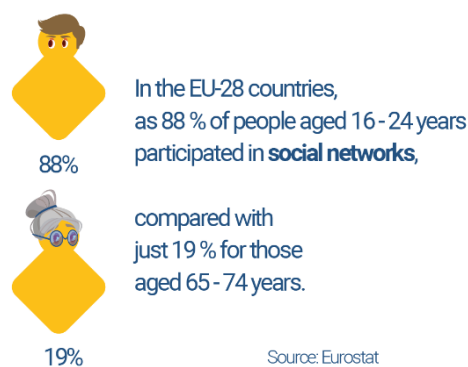 88%
In the EU-28 countries,
as 88 % of people aged 16 - 24 years
participated in social networks,
19%
compared with
just 19 % for those
aged 65 - 74 years.
Source: Eurostat